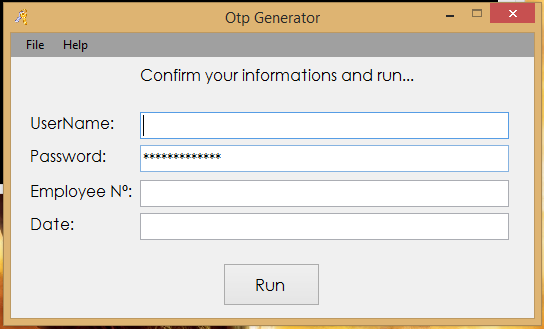 Otp Generator
File Help
Confirm your informations and run...
UserName:
Password: *************
Employee Nº:
Date:
Run